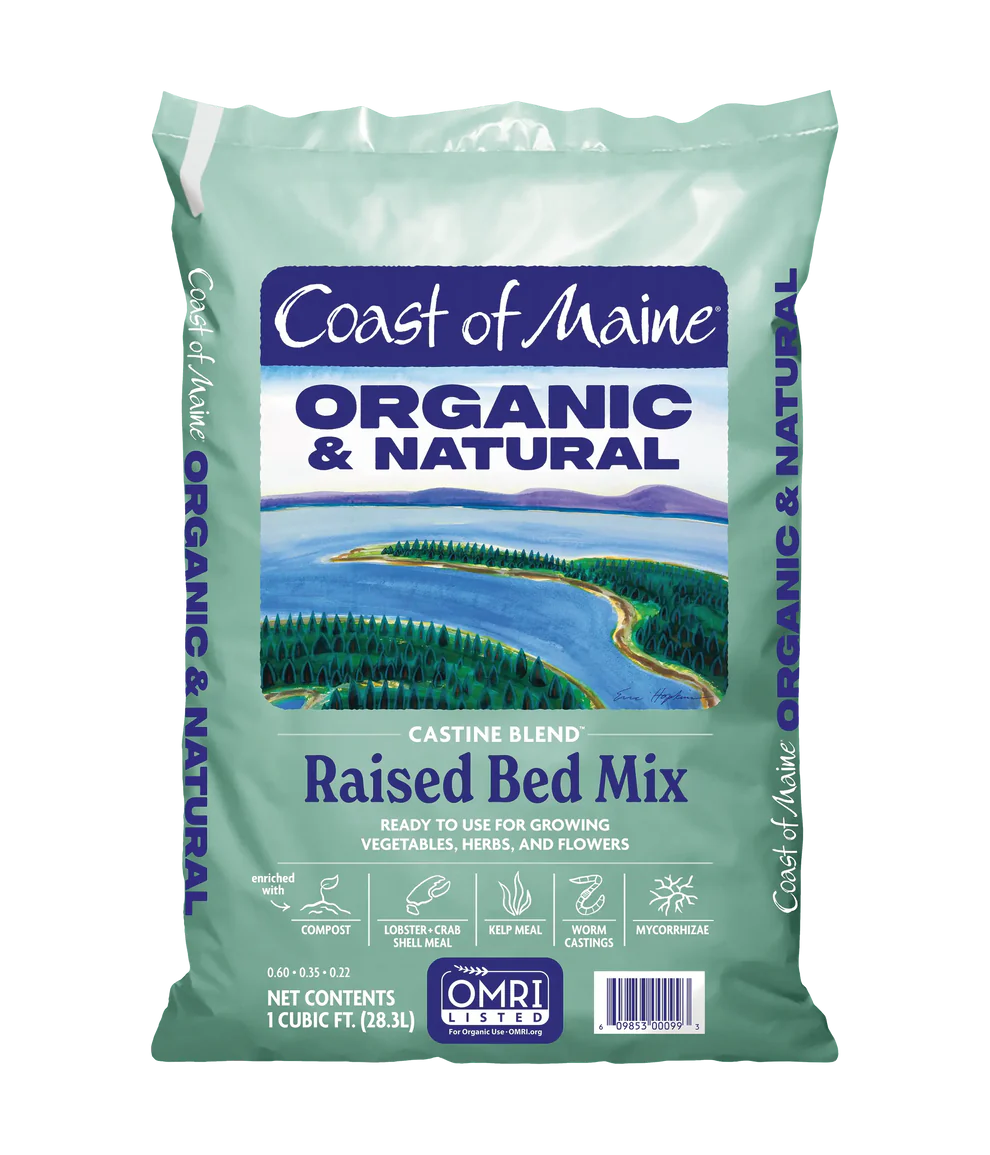 Coast of Maine®
ORGANIC
& NATURAL
Eric Hopkins
CASTINE BLEND™
Raised Bed Mix
READY TO USE FOR GROWING
VEGETABLES, HERBS, AND FLOWERS
enriched
with
COMPOST
LOBSTER+CRAB
SHELL MEAL
KELP MEAL
WORM
CASTINGS
MYCORRHIZAE
0.60 • 0.35 • 0.22
NET CONTENTS
1 CUBIC FT. (28.3L)
OMRI
LISTED
For Organic Use • OMRI.org
6 09853 00099 3
Coast of Maine® ORGANIC & NATURAL
Coast of Maine® ORGANIC & NATURAL